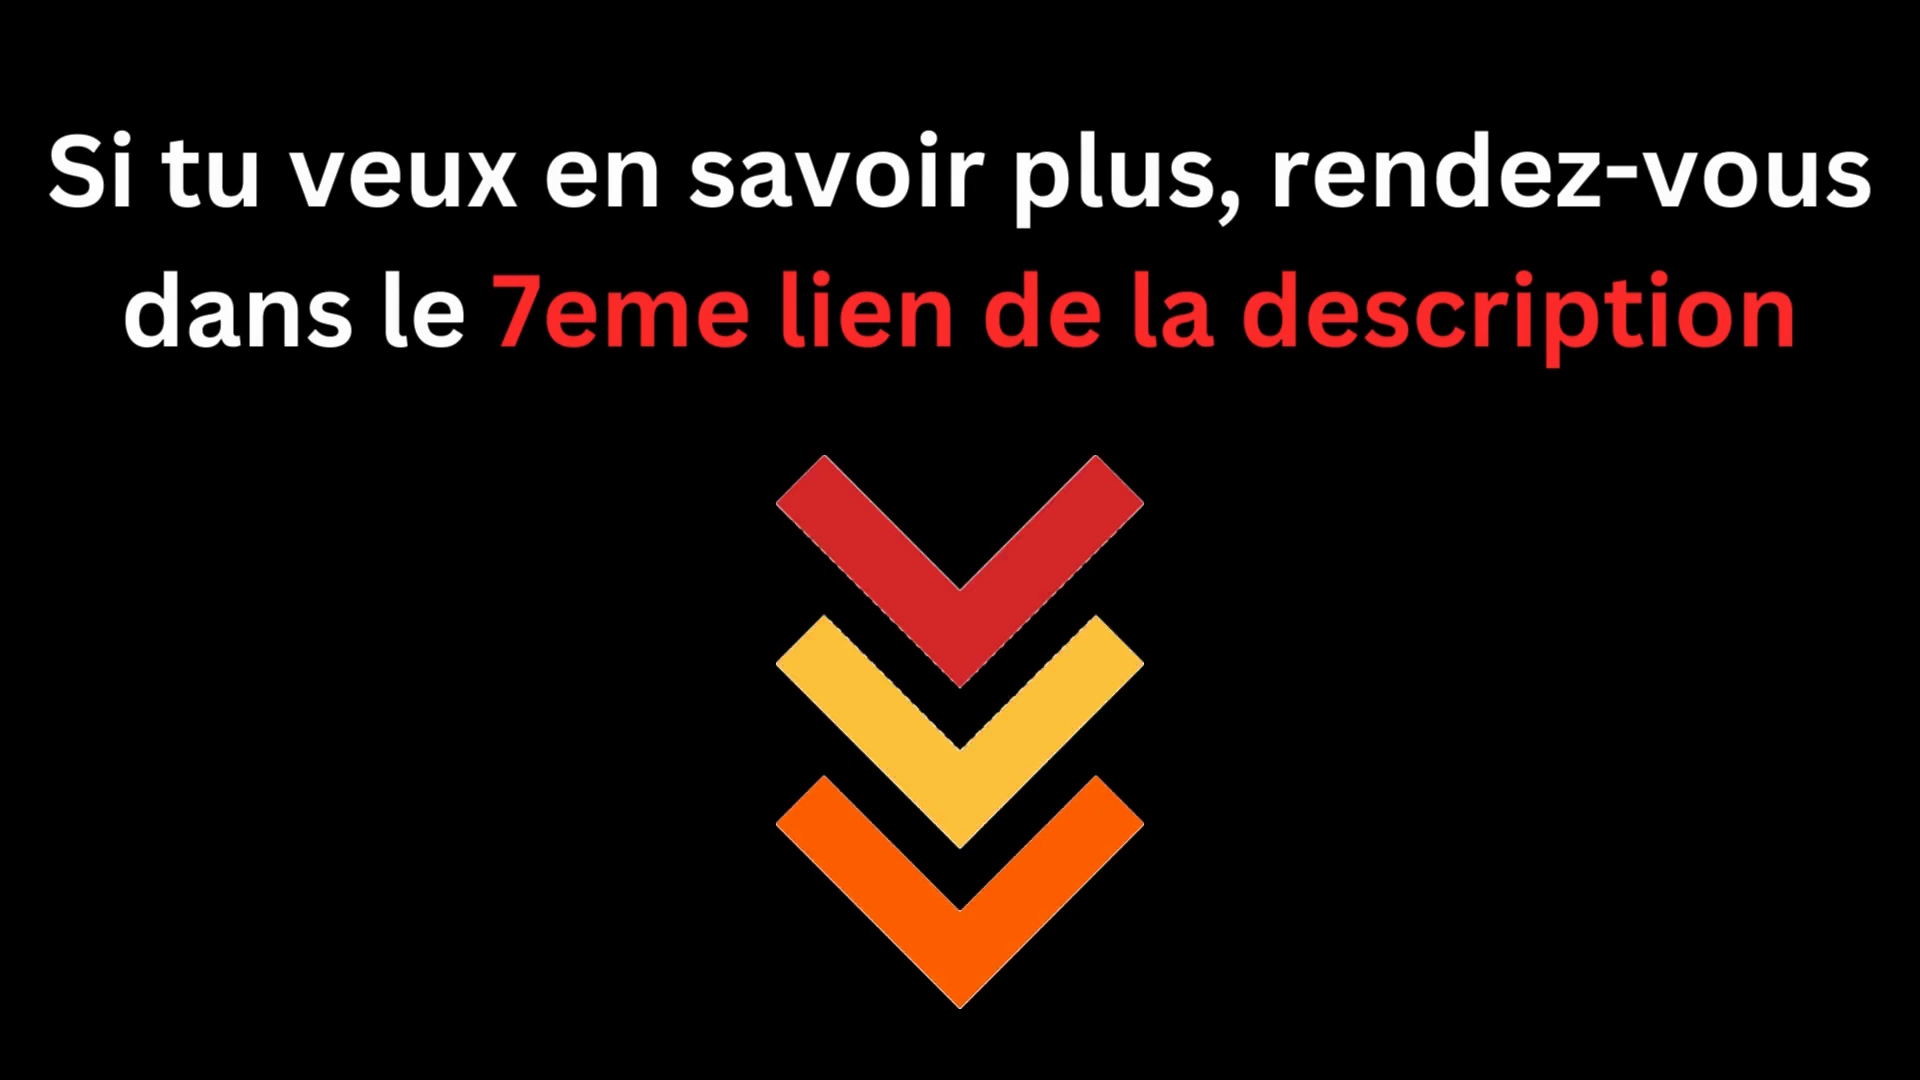 Si tu veux en savoir plus, rendez-vous
dans le 7eme lien de la description